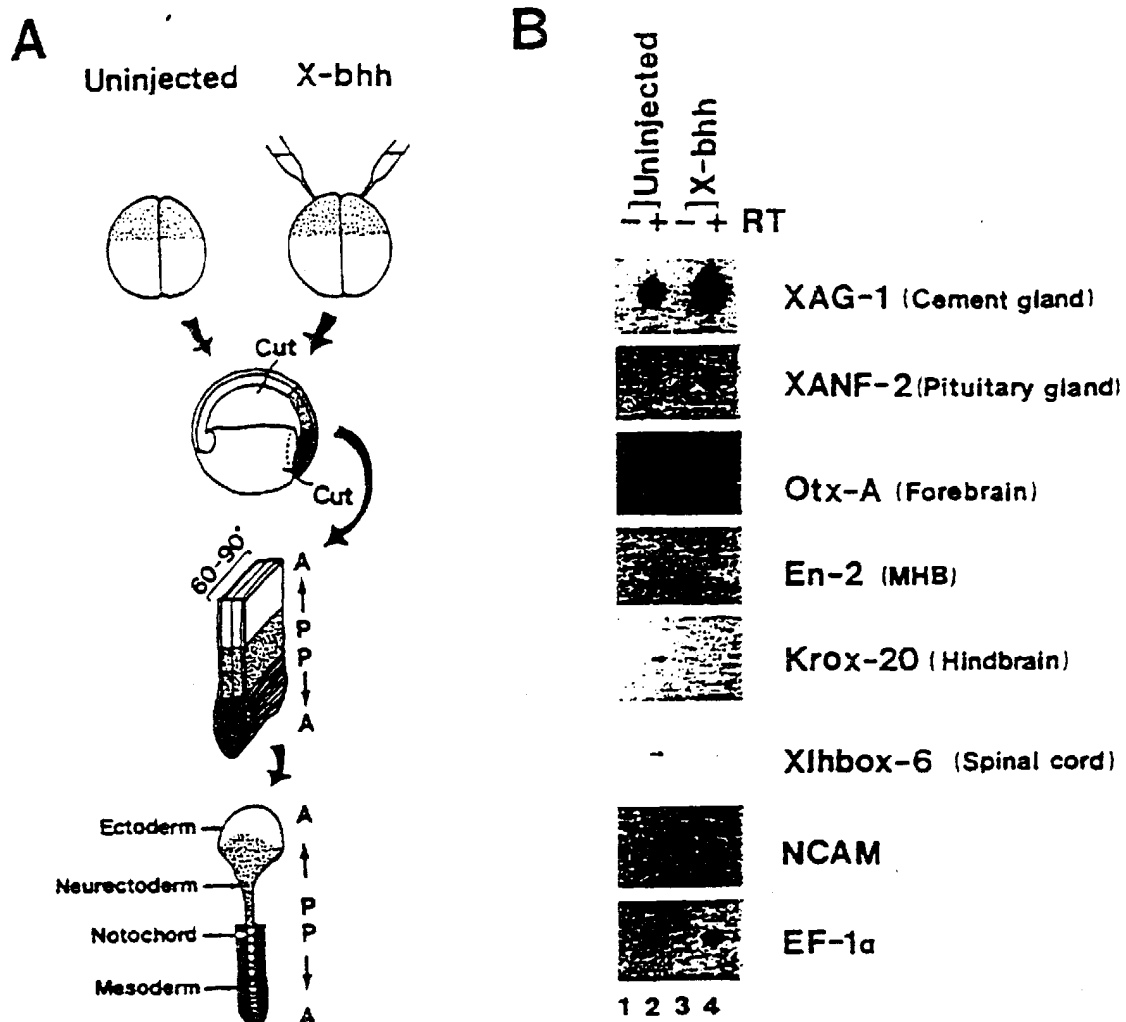 A
Uninjected X-bhh
Cut
Cut
60-90°
A
P
P
A
Ectoderm
Neurectoderm
Notochord
Mesoderm
A
P
P
A
B
Uninjected
X-bhh
- + - + RT
XAG-1 (Cement gland)
XANF-2 (Pituitary gland)
Otx-A (Forebrain)
En-2 (MHB)
Krox-20 (Hindbrain)
Xlhbox-6 (Spinal cord)
NCAM
EF-1α
1 2 3 4